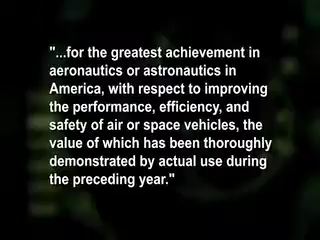 "...for the greatest achievement in
aeronautics or astronautics in
America, with respect to improving
the performance, efficiency, and
safety of air or space vehicles, the
value of which has been thoroughly
demonstrated by actual use during
the preceding year."